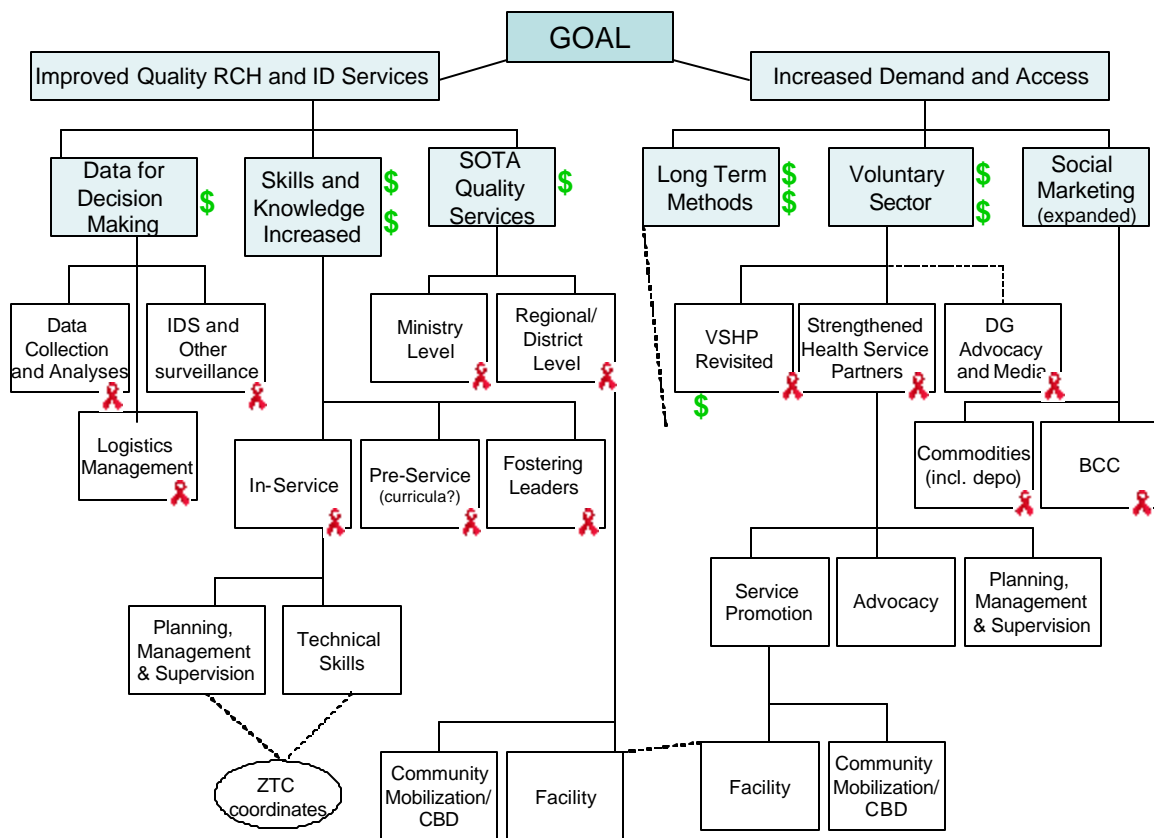 GOAL
Improved Quality RCH and ID Services
Increased Demand and Access
Data for
Decision
Making
$
Skills and
Knowledge
Increased
$
$
SOTA
Quality
Services
$
Long Term
Methods
$
$
Voluntary
Sector
$
$
Social
Marketing
(expanded)
Data
Collection
and Analyses
IDS and
Other
surveillance
Logistics
Management
Ministry
Level
Regional/
District
Level
VSHP
Revisited
$
Strengthened
Health Service
Partners
DG
Advocacy
and Media
Commodities
(incl. depo)
BCC
In-Service
Pre-Service
(curricula?)
Fostering
Leaders
Service
Promotion
Advocacy
Planning,
Management
& Supervision
Planning,
Management
& Supervision
Technical
Skills
ZTC
coordinates
Community
Mobilization/
CBD
Facility
Facility
Community
Mobilization/
CBD